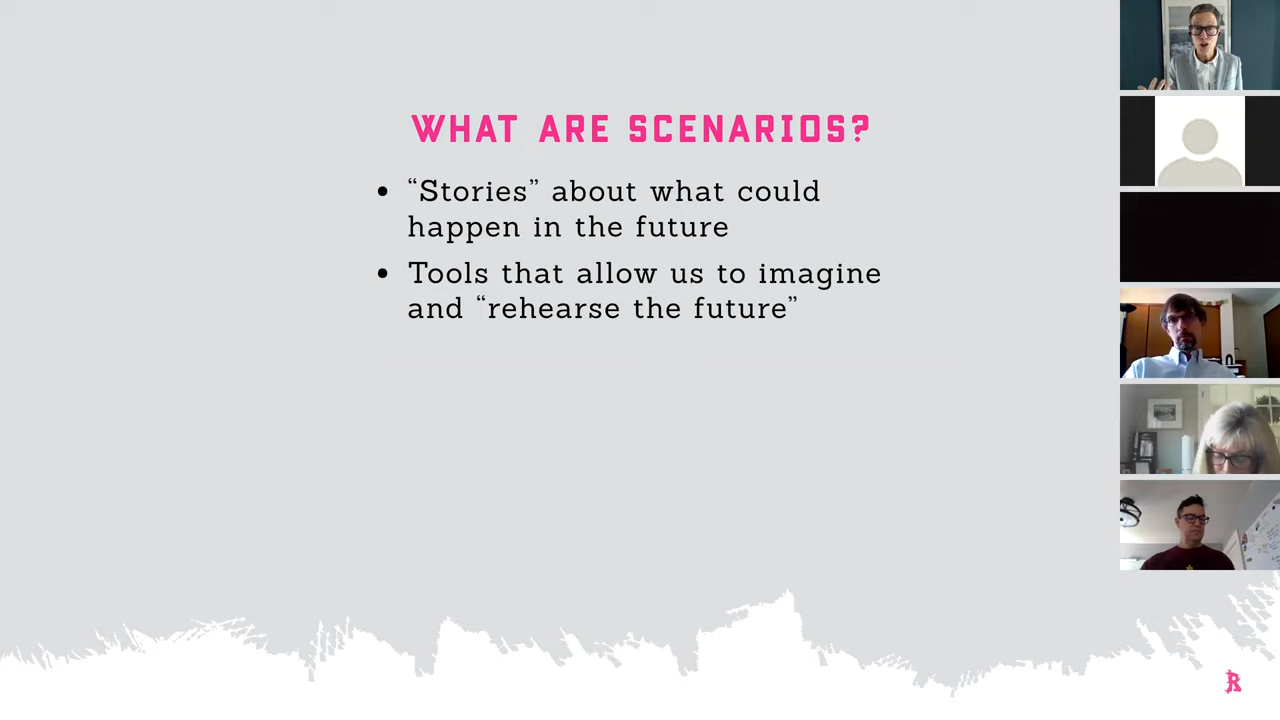 WHAT ARE SCENARIOS?
• “Stories” about what could
happen in the future
• Tools that allow us to imagine
and “rehearse the future”
R